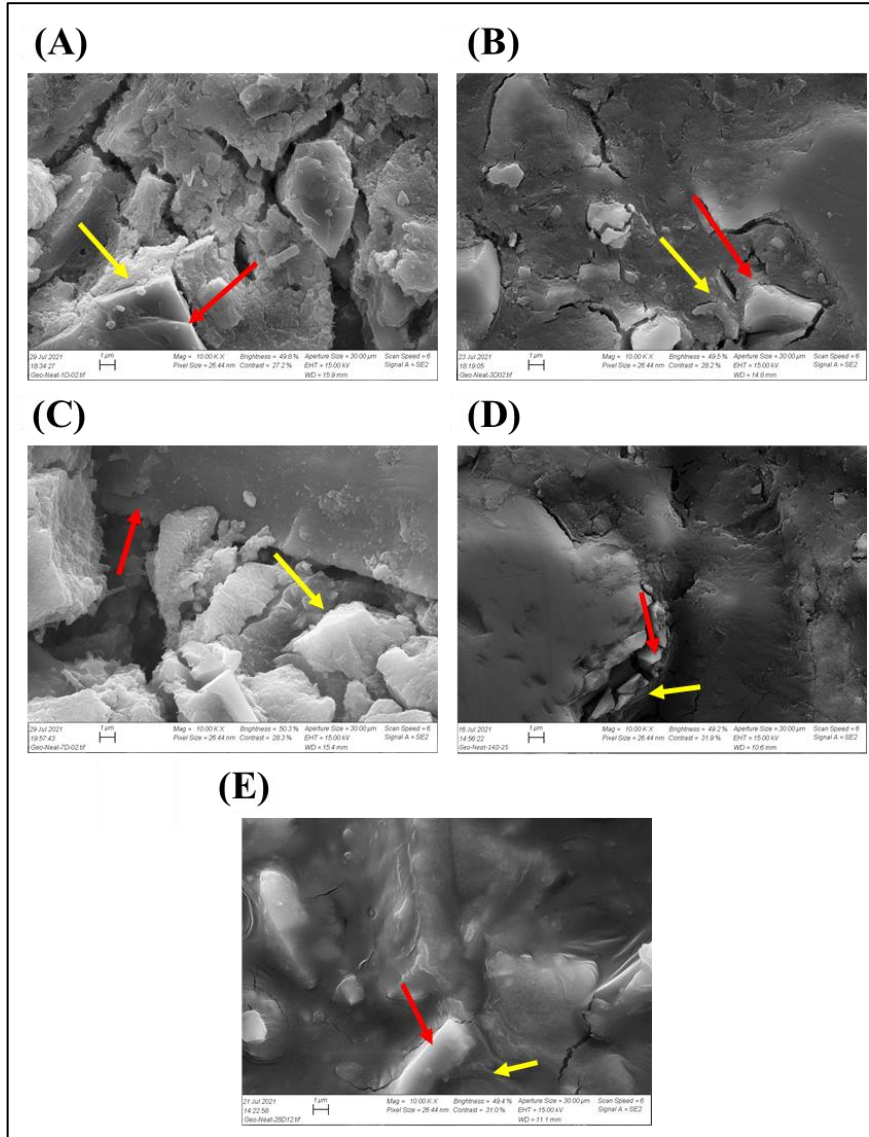 (A)
(B)
29 Jul 2021
18:34:27
Geo-Neat-1D-02.tif
1 µm
Mag = 10.00 K X Brightness = 49.8 % Aperture Size = 30.00 µm Scan Speed = 6
Pixel Size = 26.44 nm Contrast = 27.2 % EHT = 15.00 kV Signal A = SE2
WD = 15.9 mm
23 Jul 2021
18:19:05
Geo-Neat-3D02.tif
1 µm
Mag = 10.00 K X Brightness = 49.5 % Aperture Size = 30.00 µm Scan Speed = 6
Pixel Size = 26.44 nm Contrast = 28.2 % EHT = 15.00 kV Signal A = SE2
WD = 14.8 mm
(C)
(D)
29 Jul 2021
19:57:43
Geo-Neat-7D-02.tif
1 µm
Mag = 10.00 K X Brightness = 50.3 % Aperture Size = 30.00 µm Scan Speed = 6
Pixel Size = 26.44 nm Contrast = 28.3 % EHT = 15.00 kV Signal A = SE2
WD = 15.4 mm
16 Jul 2021
14:56:22
1 µm
Mag = 10.00 K X Brightness = 49.2 % Aperture Size = 30.00 µm Scan Speed = 6
Pixel Size = 26.44 nm Contrast = 31.9 % EHT = 15.00 kV Signal A = SE2
WD = 10.6 mm
(E)
21 Jul 2021
14:22:58
Geo-Neat-28D12.tif
1 µm
Mag = 10.00 K X Brightness = 49.4 % Aperture Size = 30.00 µm Scan Speed = 6
Pixel Size = 26.44 nm Contrast = 31.0 % EHT = 15.00 kV Signal A = SE2
WD = 11.1 mm